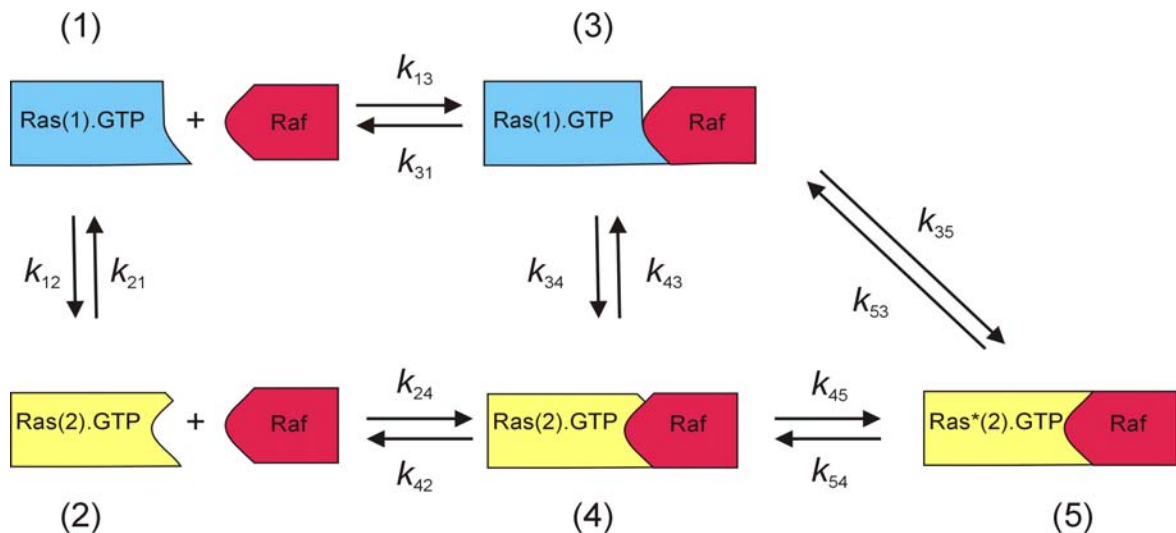 (1) (3)
k13
Ras(1).GTP + Raf Ras(1).GTP Raf
k31
k35
k12 k21 k34 k43
k53
k24 k45
Ras(2).GTP + Raf Ras(2).GTP Raf Ras*(2).GTP Raf
k42 k54
(2) (4) (5)